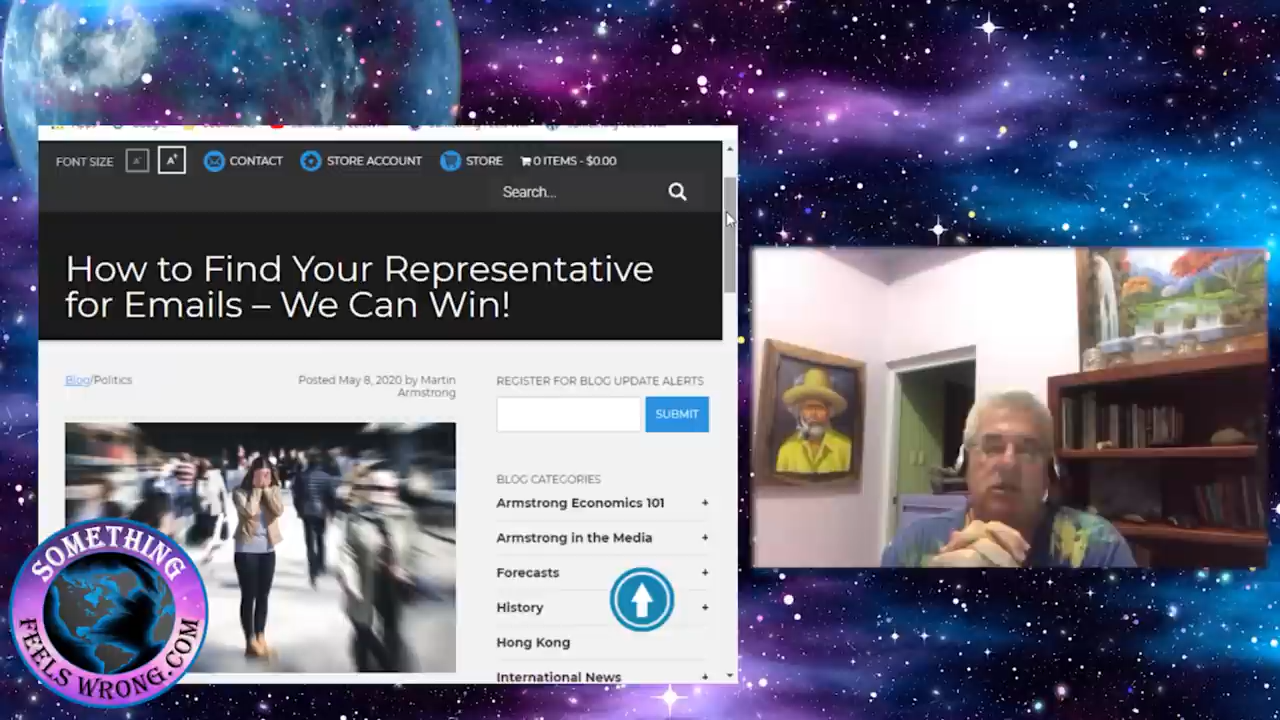 FONT SIZE A- A+ CONTACT STORE ACCOUNT STORE 0 ITEMS - $0.00
Search...
How to Find Your Representative
for Emails – We Can Win!
Blog/Politics
Posted May 8, 2020 by Martin
Armstrong
REGISTER FOR BLOG UPDATE ALERTS
SUBMIT
BLOG CATEGORIES
Armstrong Economics 101 +
Armstrong in the Media +
Forecasts +
History +
Hong Kong
International News +
SOMETHING
FEELS WRONG.COM